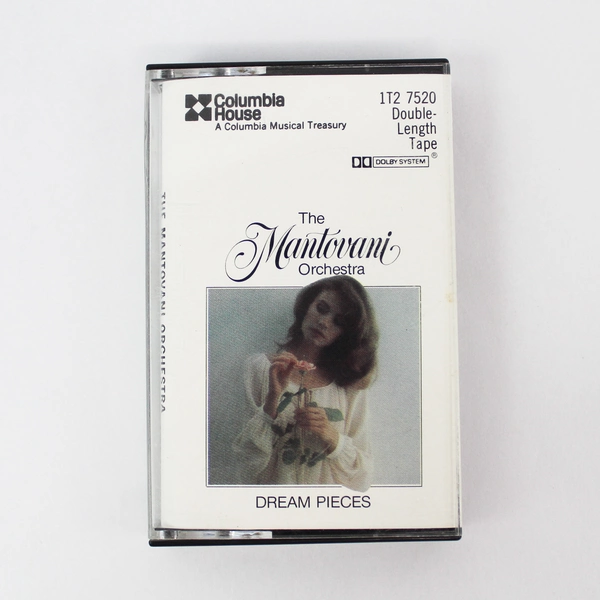 Columbia
House
A Columbia Musical Treasury
1T2 7520
Double-
Length
Tape
DOLBY SYSTEM ®
The
Mantovani
Orchestra
DREAM PIECES
THE MANTOVANI ORCHESTRA